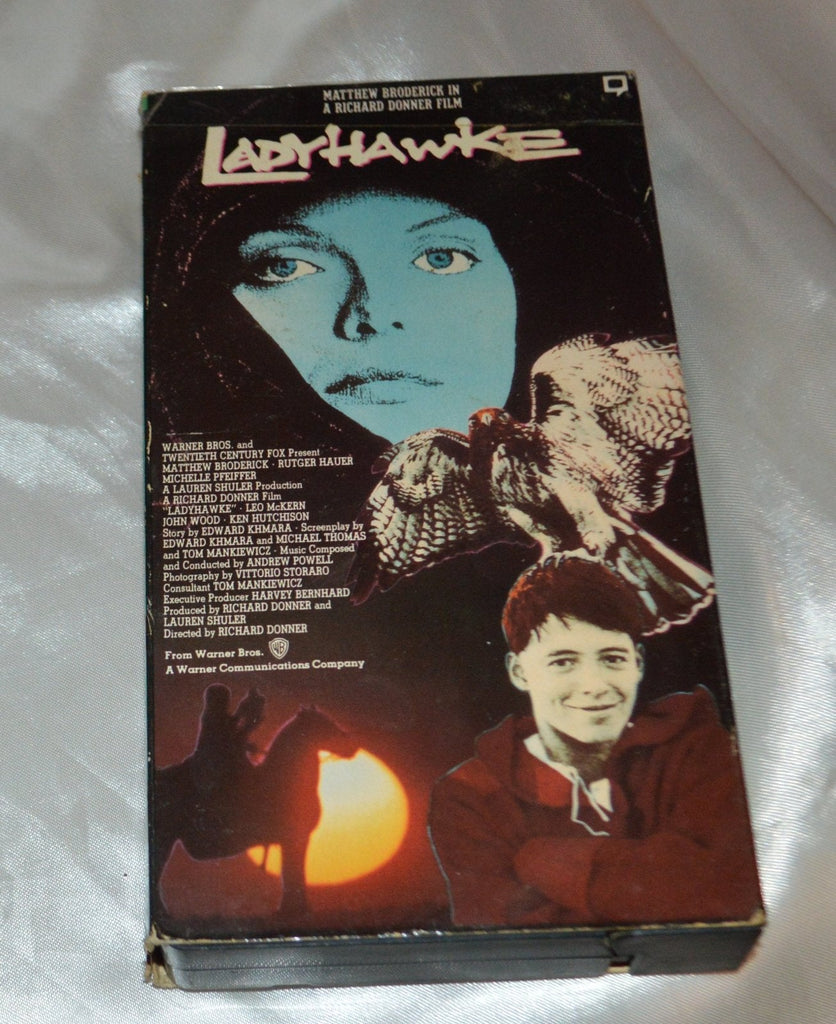 MATTHEW BRODERICK IN
A RICHARD DONNER FILM
LADYHAWKE
WARNER BROS. and
TWENTIETH CENTURY FOX Present
MATTHEW BRODERICK · RUTGER HAUER
MICHELLE PFEIFFER
A LAUREN SHULER Production
A RICHARD DONNER Film
"LADYHAWKE" · LEO McKERN
JOHN WOOD · KEN HUTCHISON
Story by EDWARD KHMARA · Screenplay by
EDWARD KHMARA and MICHAEL THOMAS
and TOM MANKIEWICZ · Music Composed
and Conducted by ANDREW POWELL
Photography by VITTORIO STORARO
Consultant TOM MANKIEWICZ
Executive Producer HARVEY BERNHARD
Produced by RICHARD DONNER and
LAUREN SHULER
Directed by RICHARD DONNER
From Warner Bros. WB
A Warner Communications Company